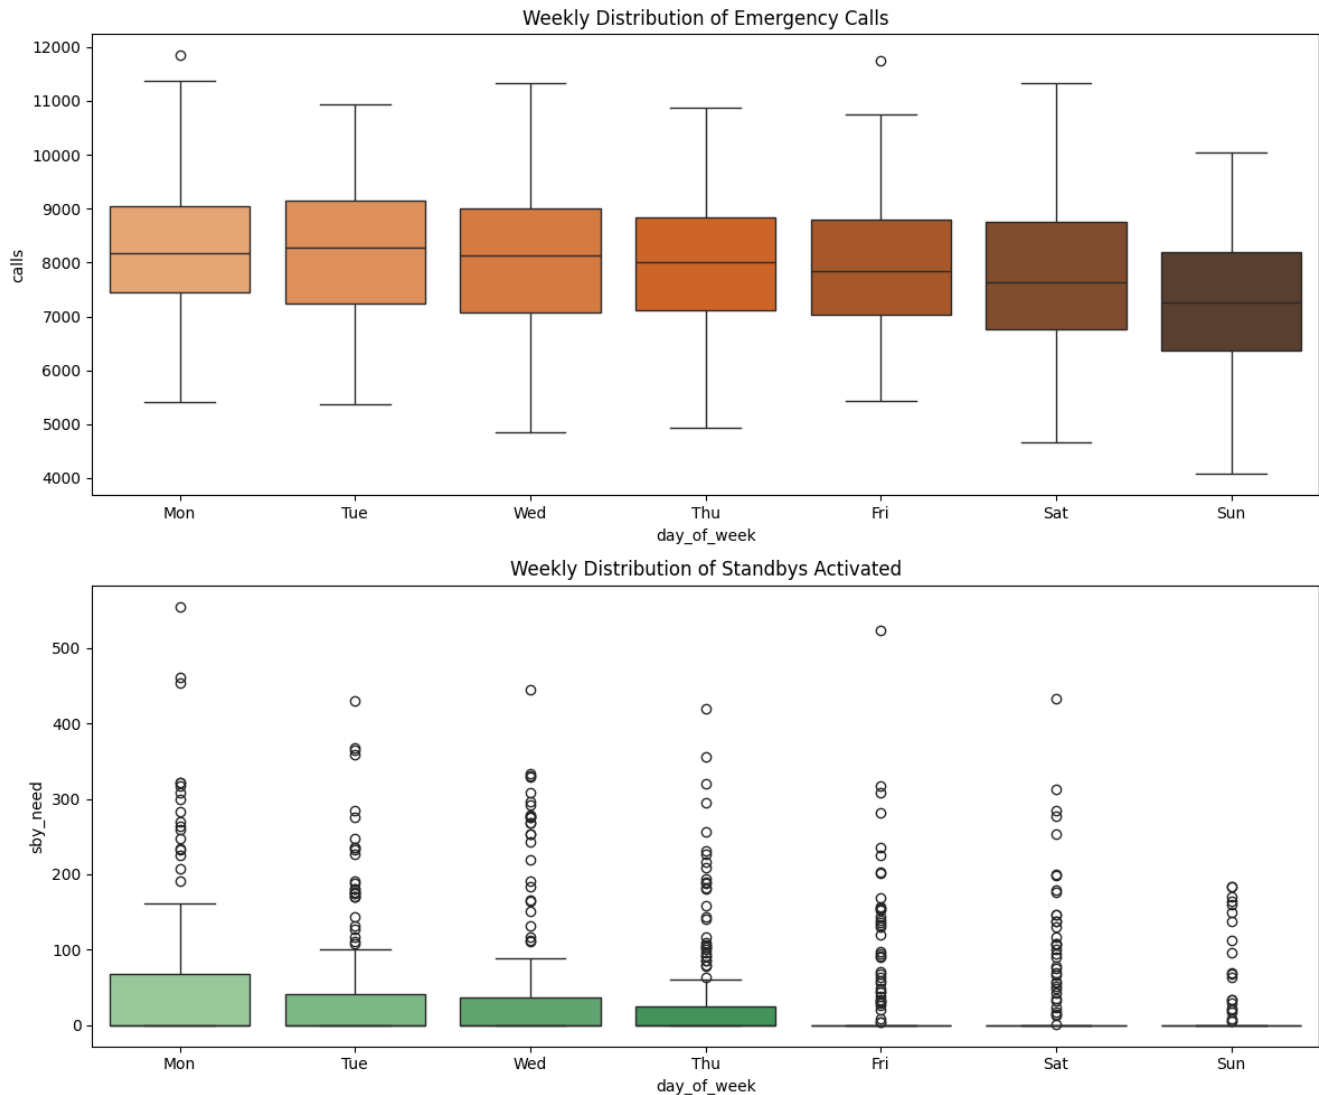 Weekly Distribution of Emergency Calls
12000
11000
10000
9000
8000
7000
6000
5000
4000
calls
Mon Tue Wed Thu Fri Sat Sun
day_of_week
Weekly Distribution of Standbys Activated
500
400
300
200
100
0
sby_need
Mon Tue Wed Thu Fri Sat Sun
day_of_week